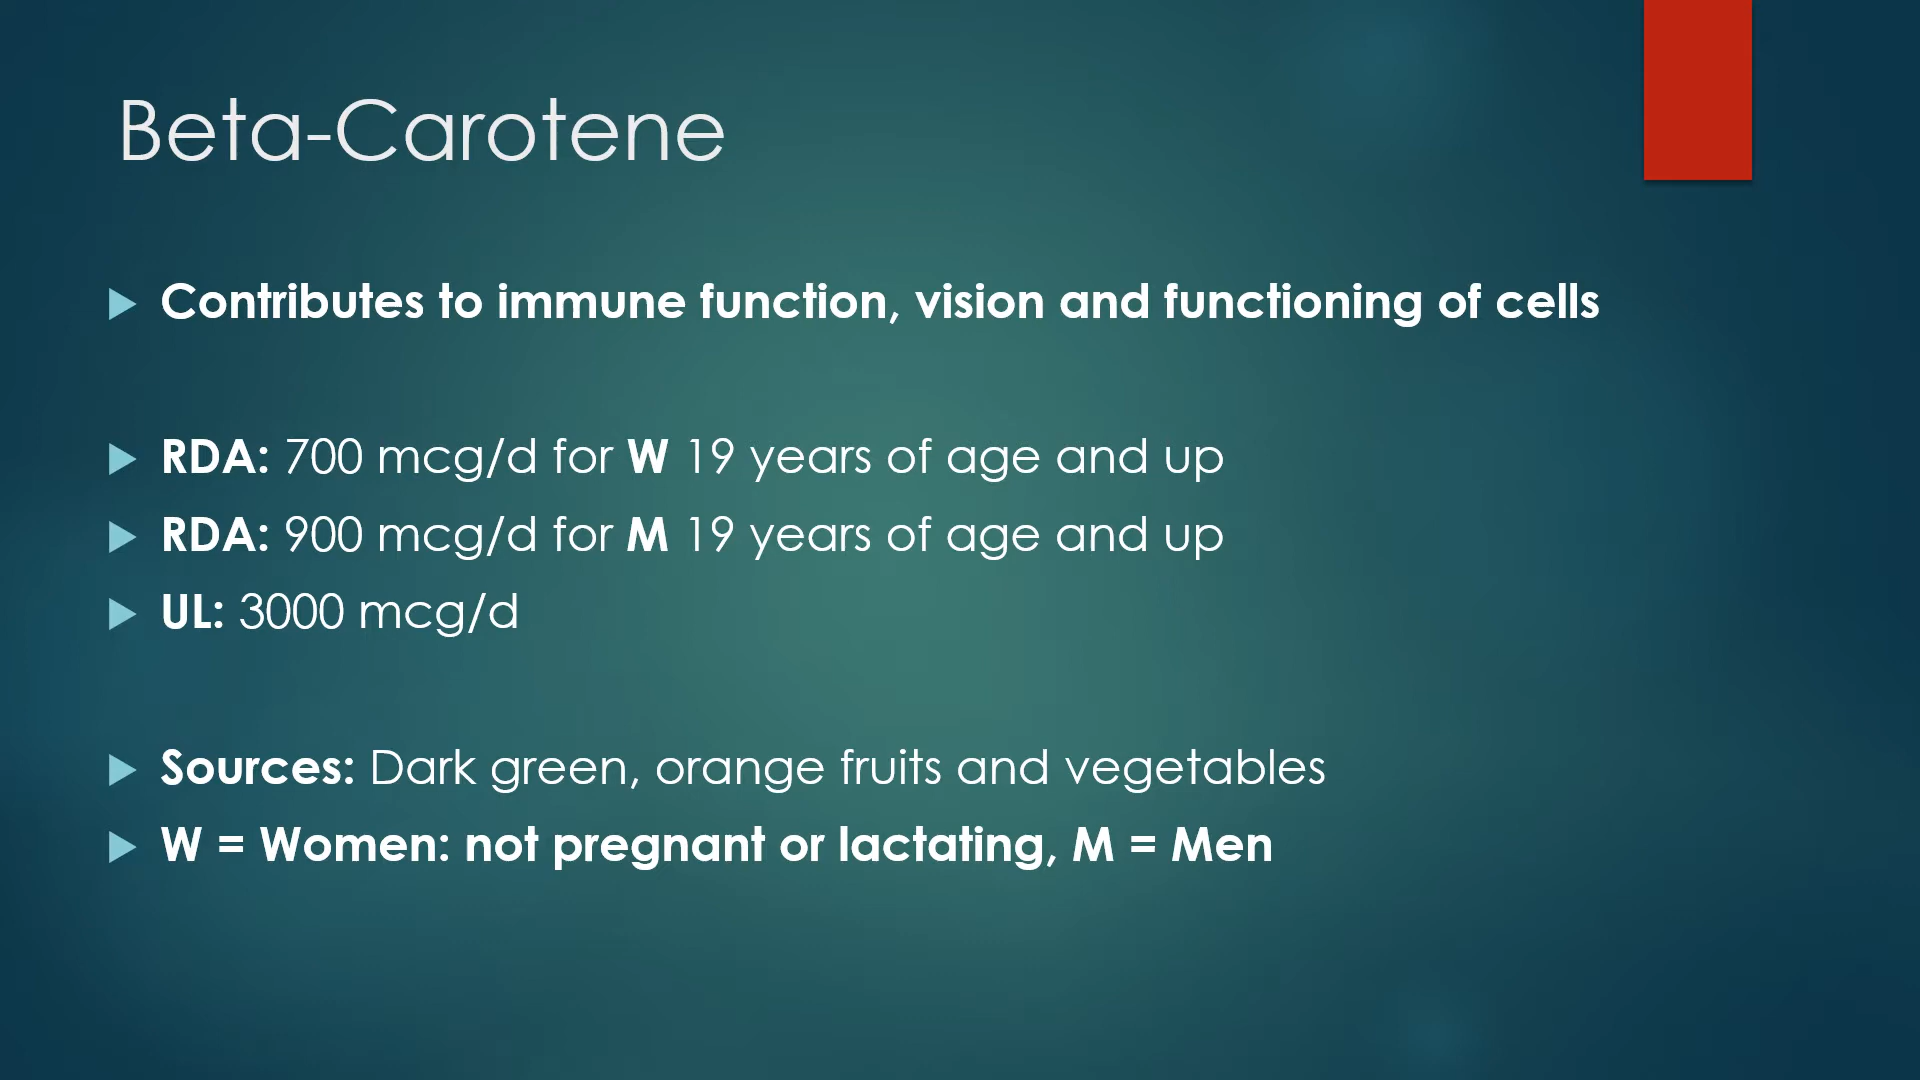 Beta-Carotene
Contributes to immune function, vision and functioning of cells
RDA: 700 mcg/d for W 19 years of age and up
RDA: 900 mcg/d for M 19 years of age and up
UL: 3000 mcg/d
Sources: Dark green, orange fruits and vegetables
W = Women: not pregnant or lactating, M = Men